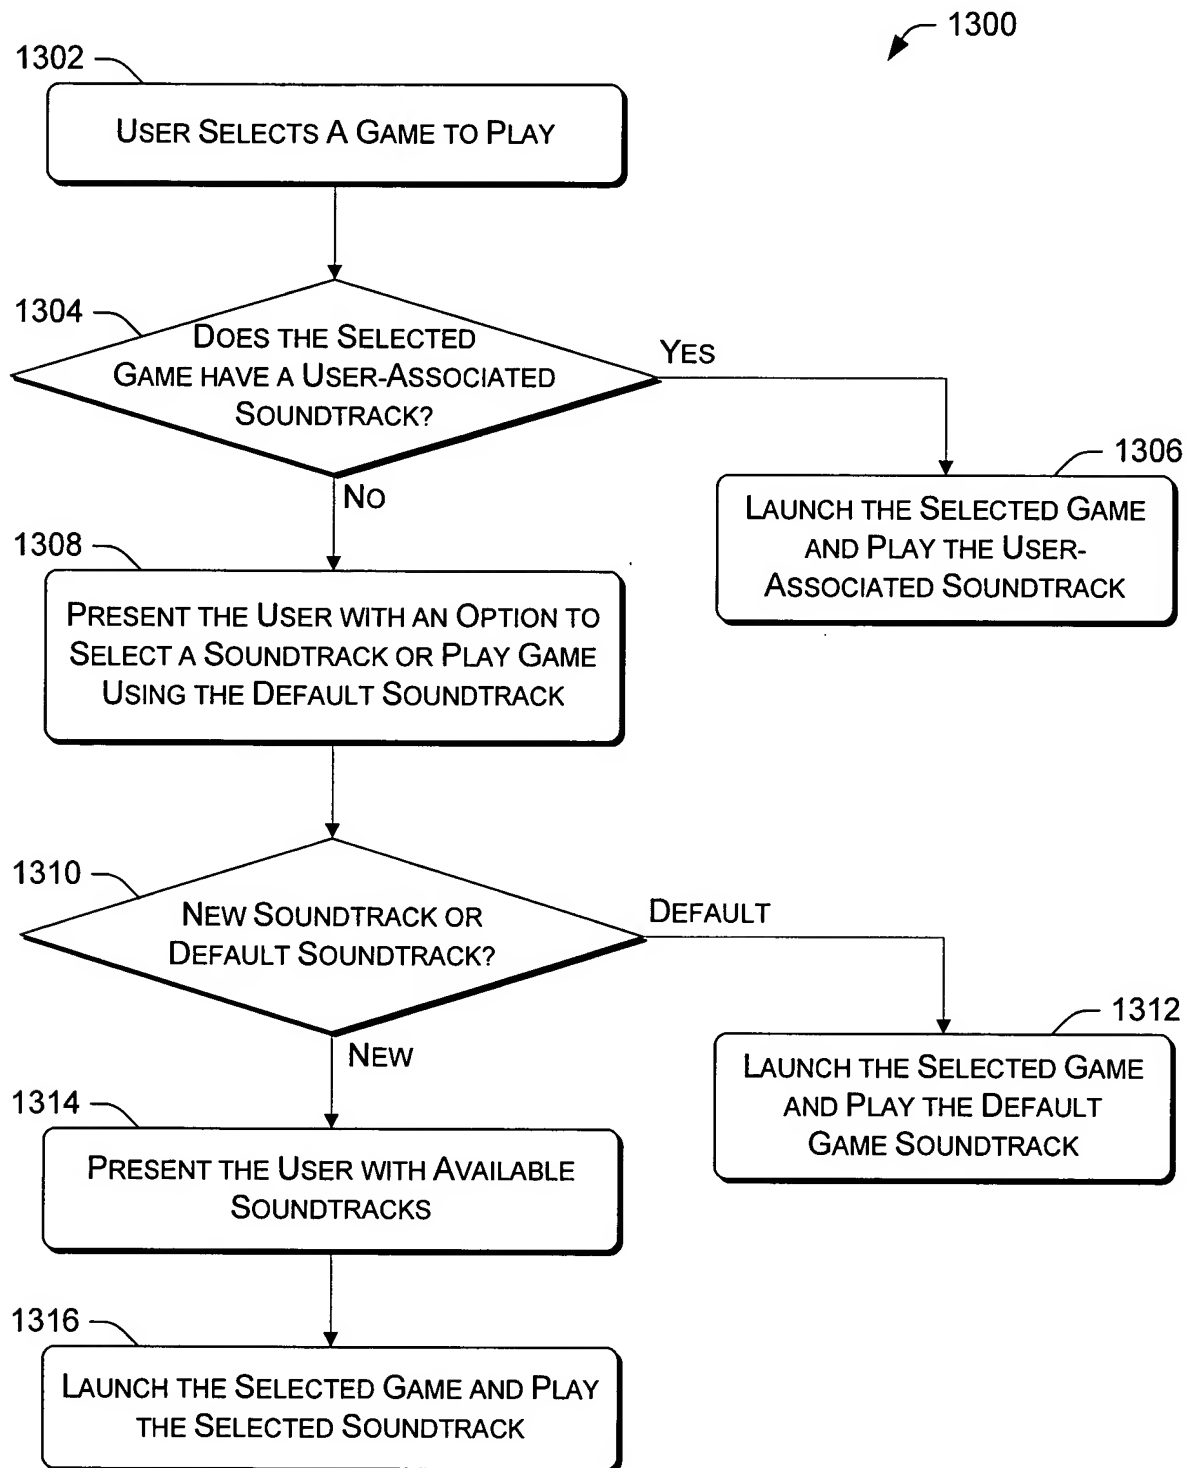 1300
1302
USER SELECTS A GAME TO PLAY
1304
DOES THE SELECTED
GAME HAVE A USER-ASSOCIATED
SOUNDTRACK?
YES
NO
1306
LAUNCH THE SELECTED GAME
AND PLAY THE USER-
ASSOCIATED SOUNDTRACK
1308
PRESENT THE USER WITH AN OPTION TO
SELECT A SOUNDTRACK OR PLAY GAME
USING THE DEFAULT SOUNDTRACK
1310
NEW SOUNDTRACK OR
DEFAULT SOUNDTRACK?
DEFAULT
NEW
1312
LAUNCH THE SELECTED GAME
AND PLAY THE DEFAULT
GAME SOUNDTRACK
1314
PRESENT THE USER WITH AVAILABLE
SOUNDTRACKS
1316
LAUNCH THE SELECTED GAME AND PLAY
THE SELECTED SOUNDTRACK